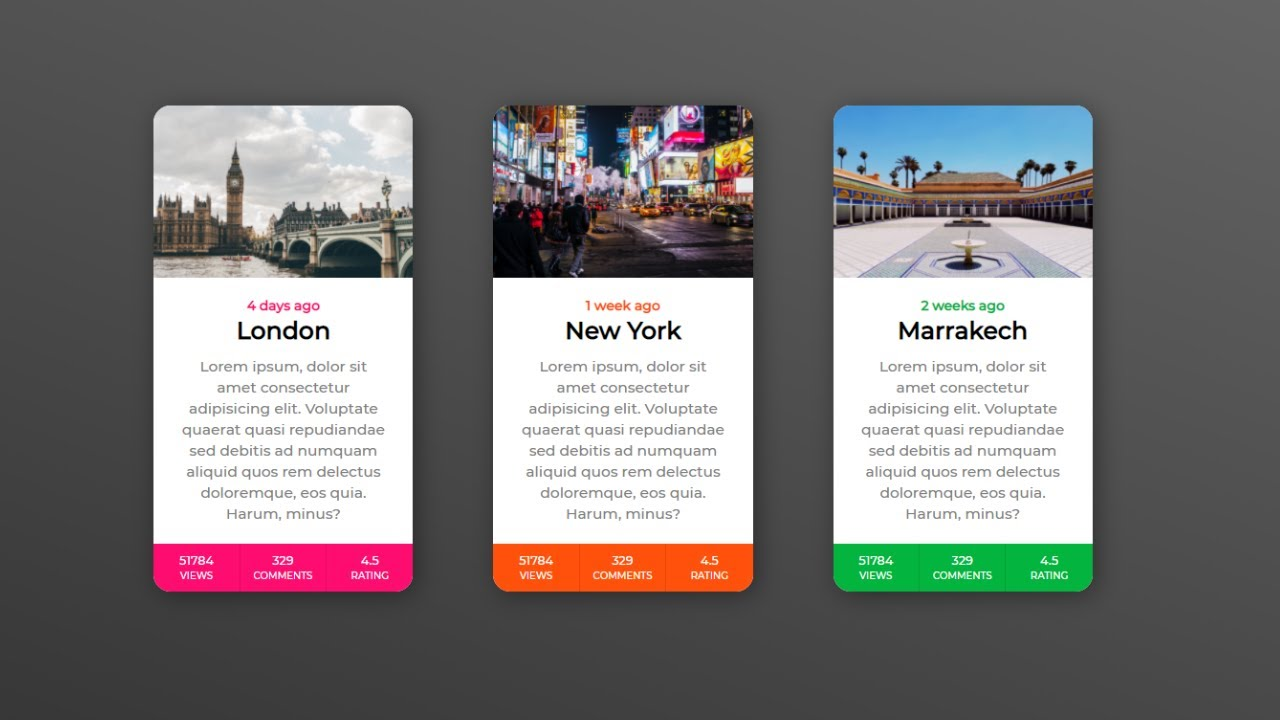 4 days ago
London
Lorem ipsum, dolor sit
amet consectetur
adipisicing elit. Voluptate
quaerat quasi repudiandae
sed debitis ad numquam
aliquid quos rem delectus
doloremque, eos quia.
Harum, minus?
51784
VIEWS
329
COMMENTS
4.5
RATING
1 week ago
New York
Lorem ipsum, dolor sit
amet consectetur
adipisicing elit. Voluptate
quaerat quasi repudiandae
sed debitis ad numquam
aliquid quos rem delectus
doloremque, eos quia.
Harum, minus?
51784
VIEWS
329
COMMENTS
4.5
RATING
2 weeks ago
Marrakech
Lorem ipsum, dolor sit
amet consectetur
adipisicing elit. Voluptate
quaerat quasi repudiandae
sed debitis ad numquam
aliquid quos rem delectus
doloremque, eos quia.
Harum, minus?
51784
VIEWS
329
COMMENTS
4.5
RATING